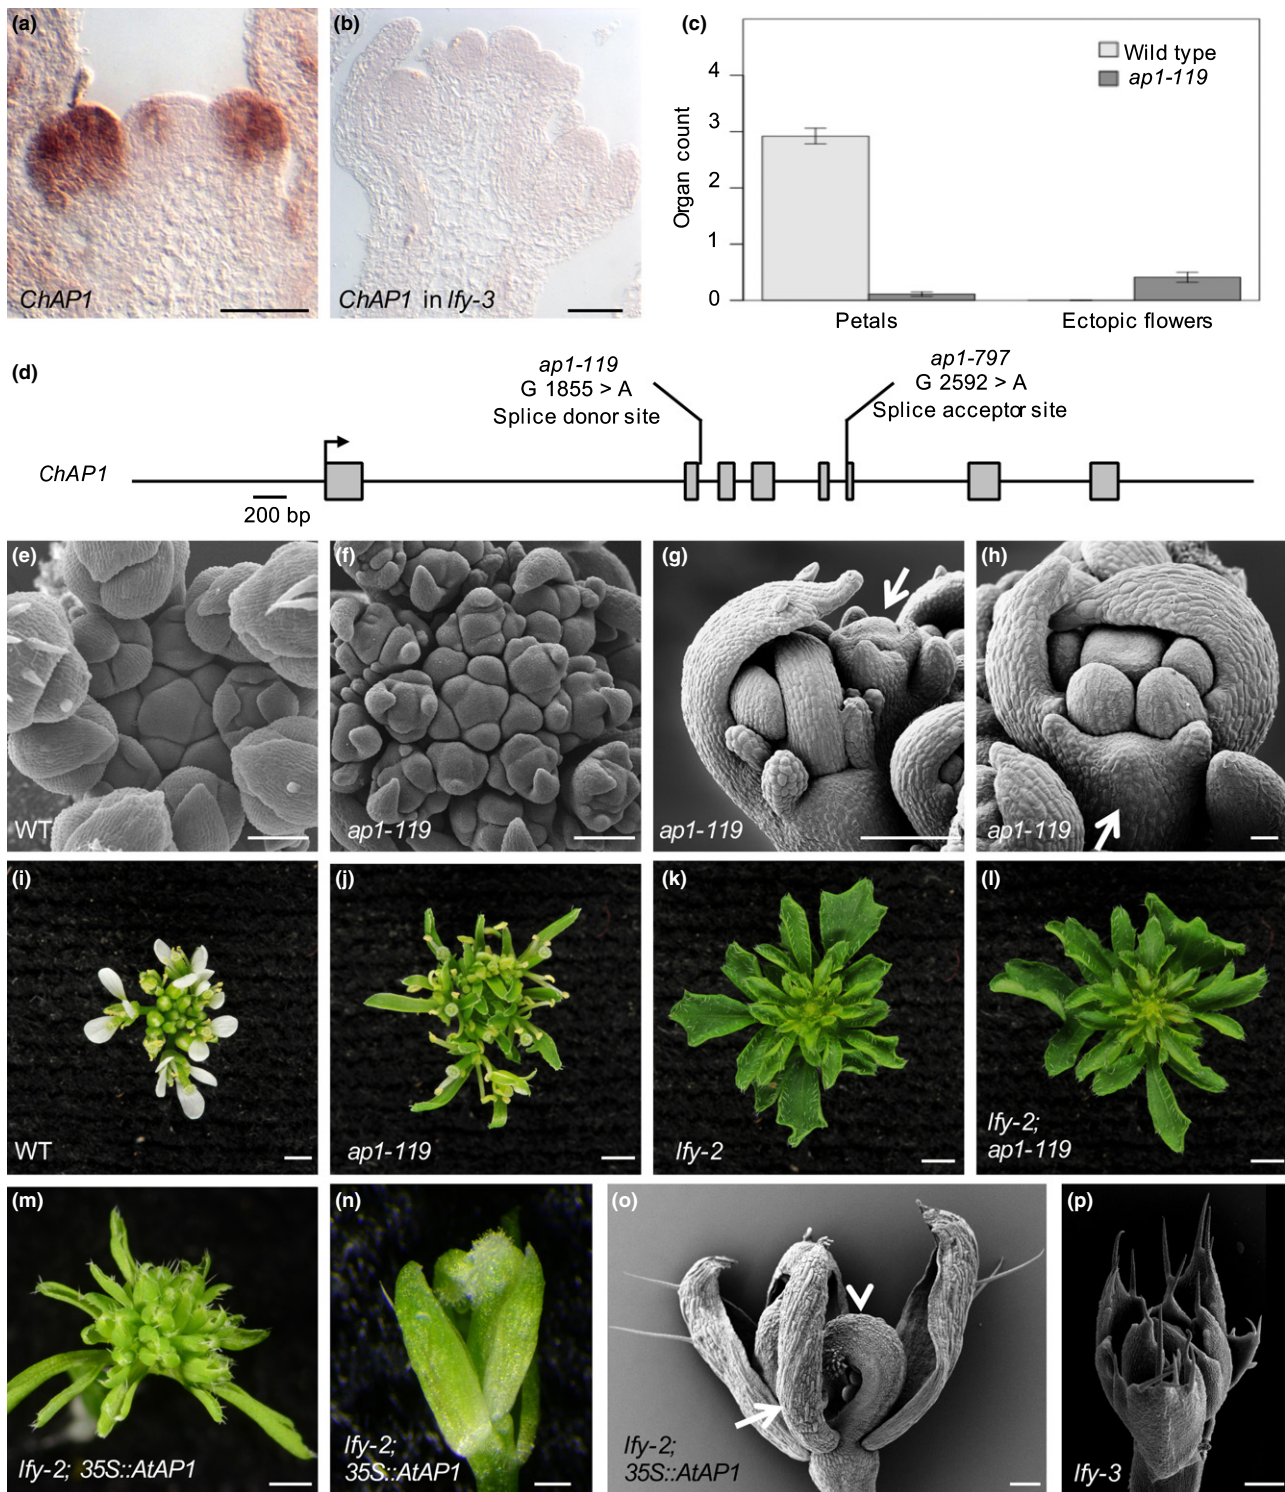 (a)
ChAP1
(b)
ChAP1 in lfy-3
(c)
Organ count
4
3
2
1
0
Wild type
ap1-119
Petals
Ectopic flowers
(d)
ap1-119
G 1855 > A
Splice donor site
ap1-797
G 2592 > A
Splice acceptor site
ChAP1
200 bp
(e)
WT
(f)
ap1-119
(g)
ap1-119
(h)
ap1-119
(i)
WT
(j)
ap1-119
(k)
lfy-2
(l)
lfy-2;
ap1-119
(m)
lfy-2; 35S::AtAP1
(n)
lfy-2;
35S::AtAP1
(o)
lfy-2;
35S::AtAP1
(p)
lfy-3